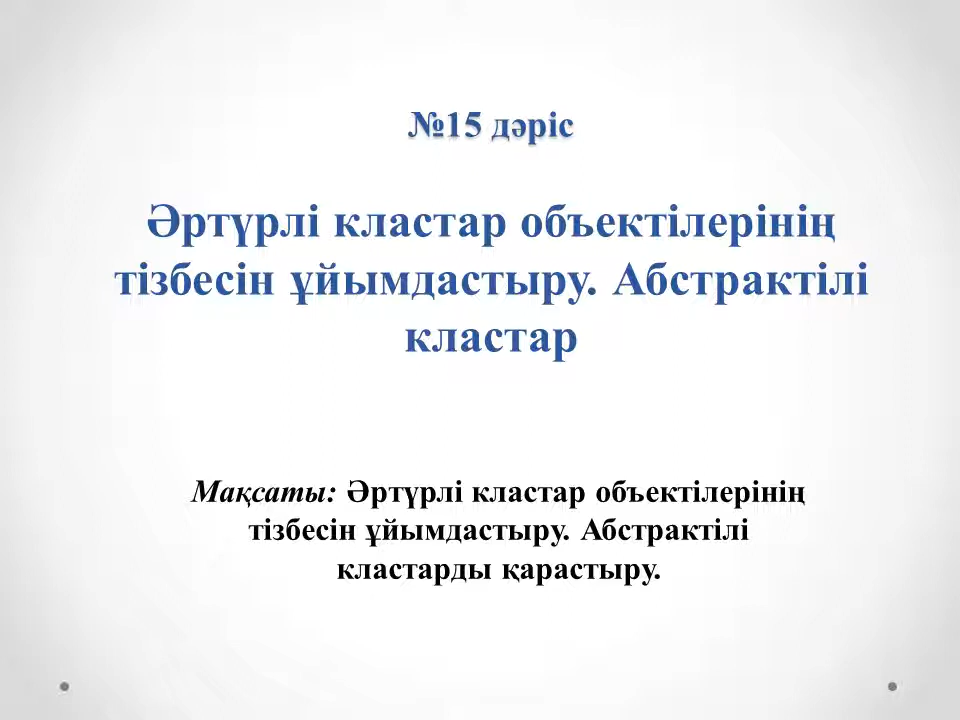 №15 дәріс
Әртүрлі кластар объектілерінің
тізбесін ұйымдастыру. Абстрактілі
кластар
Мақсаты: Әртүрлі кластар объектілерінің
тізбесін ұйымдастыру. Абстрактілі
кластарды қарастыру.